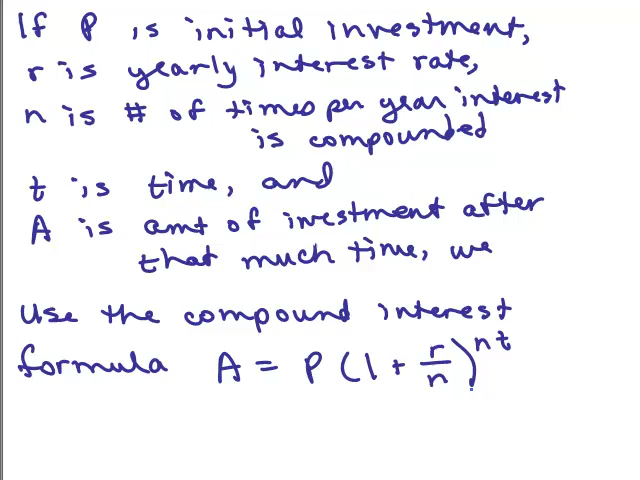 If P is initial investment,
r is yearly interest rate,
n is # of times per year interest
is compounded
t is time, and
A is amt of investment after
that much time, we
Use the compound interest
formula A = P (1 + r/n)^nt